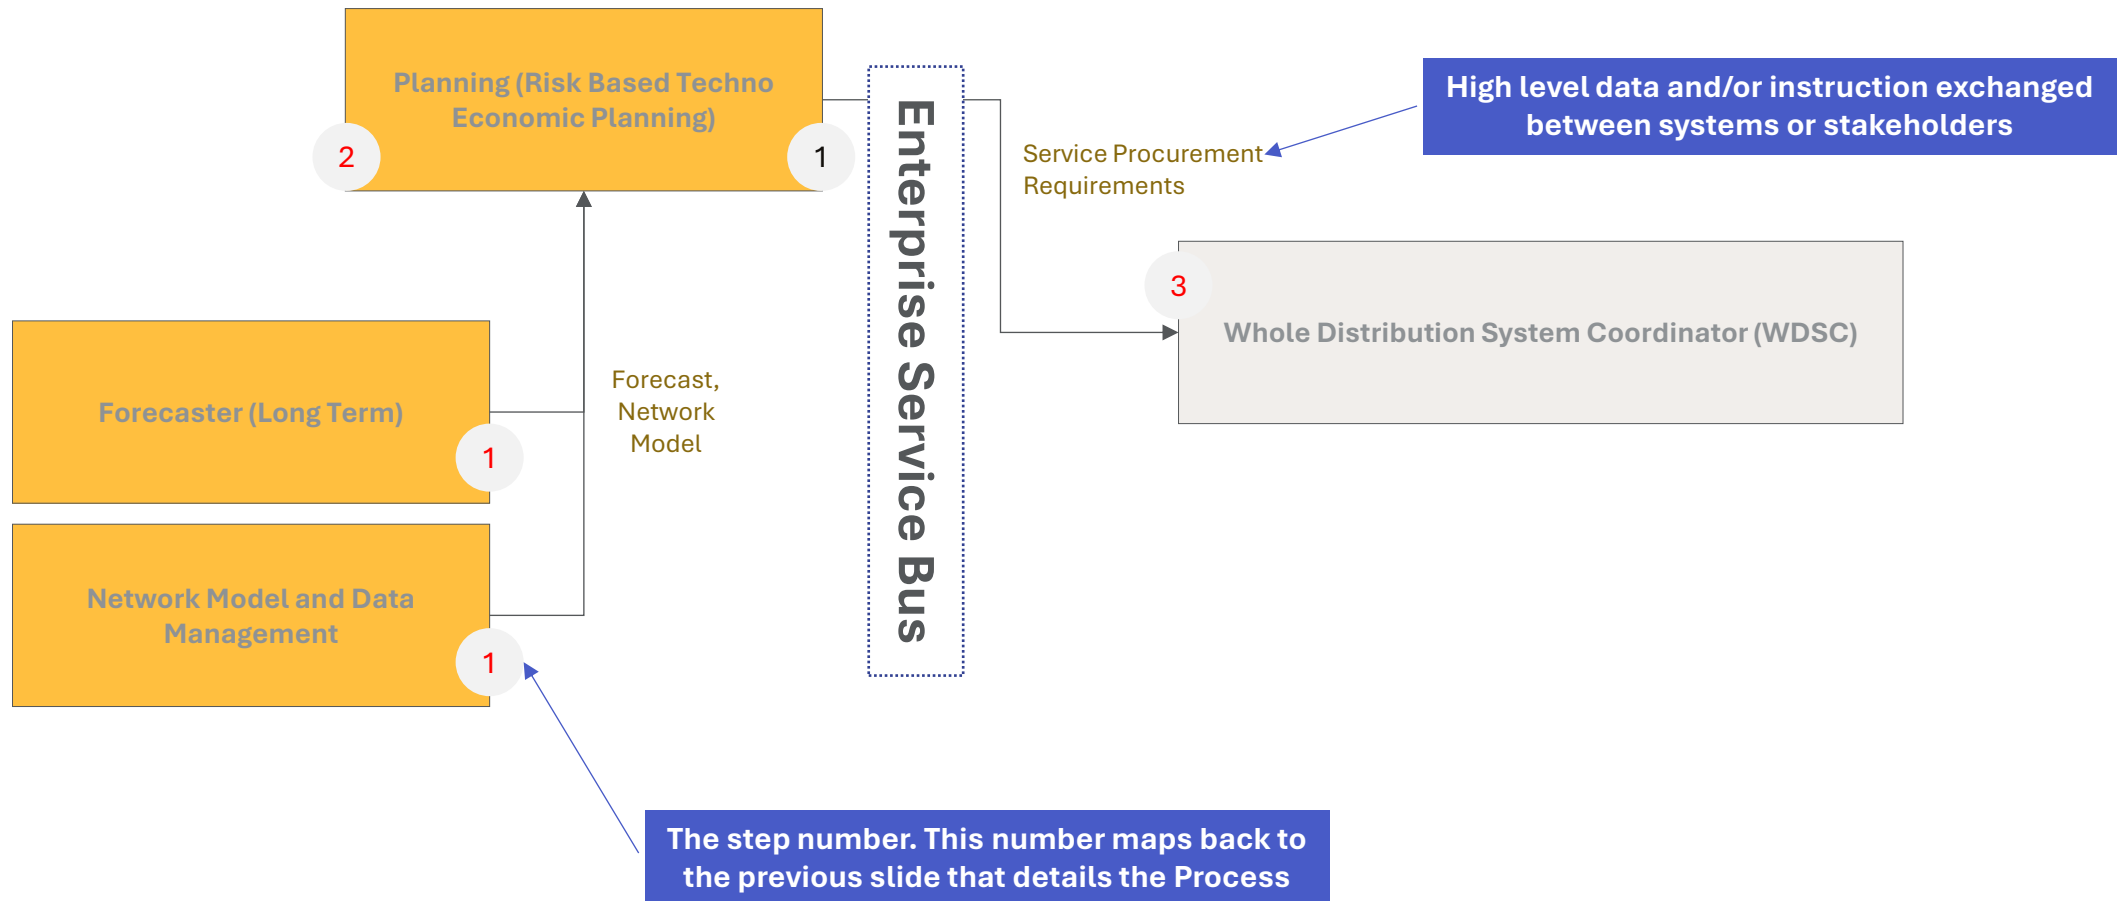 Planning (Risk Based Techno
Economic Planning)
2
1
Enterprise Service Bus
High level data and/or instruction exchanged
between systems or stakeholders
Service Procurement
Requirements
3
Whole Distribution System Coordinator (WDSC)
Forecaster (Long Term)
1
Forecast,
Network
Model
Network Model and Data
Management
1
The step number. This number maps back to
the previous slide that details the Process